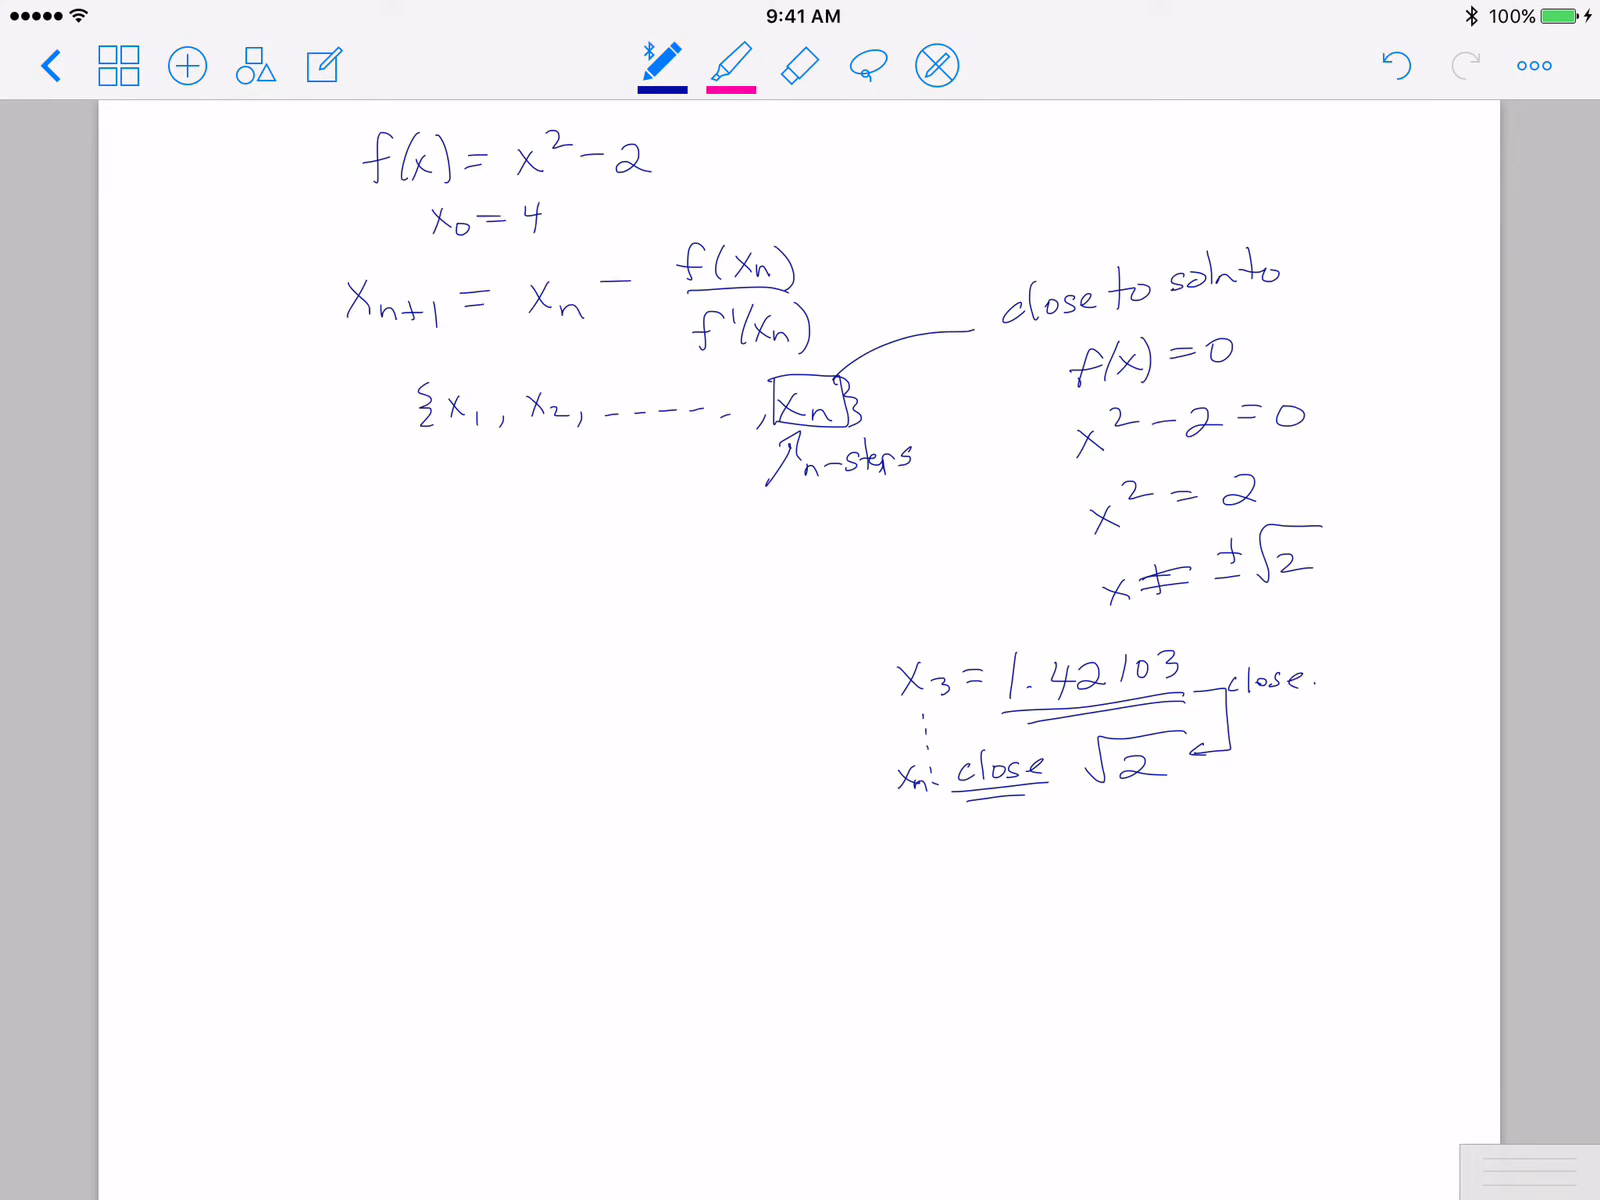 9:41 AM
100%
f(x) = x² - 2
x₀ = 4
xₙ₊₁ = xₙ - f(xₙ)/f'(xₙ)
{x₁, x₂, ------, xₙ}
n-steps
close to soln to
f(x) = 0
x² - 2 = 0
x² = 2
x = ±√2
x₃ = 1.42103
close.
xₙ: close √2